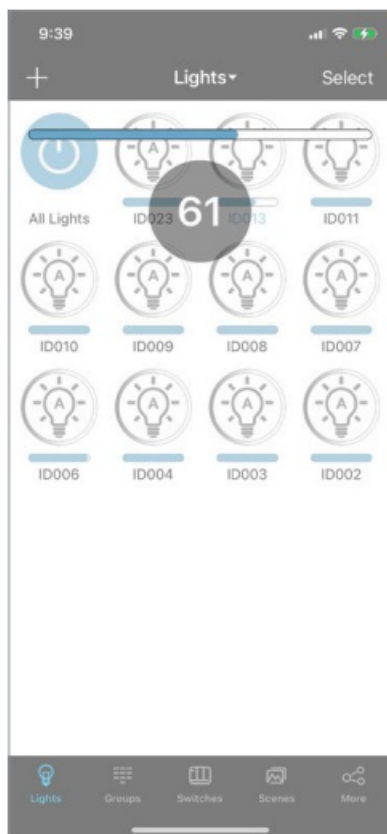 9:39
Lights
Select
All Lights
ID023
61
ID013
ID011
ID010
ID009
ID008
ID007
ID006
ID004
ID003
ID002
Lights
Groups
Switches
Scenes
More